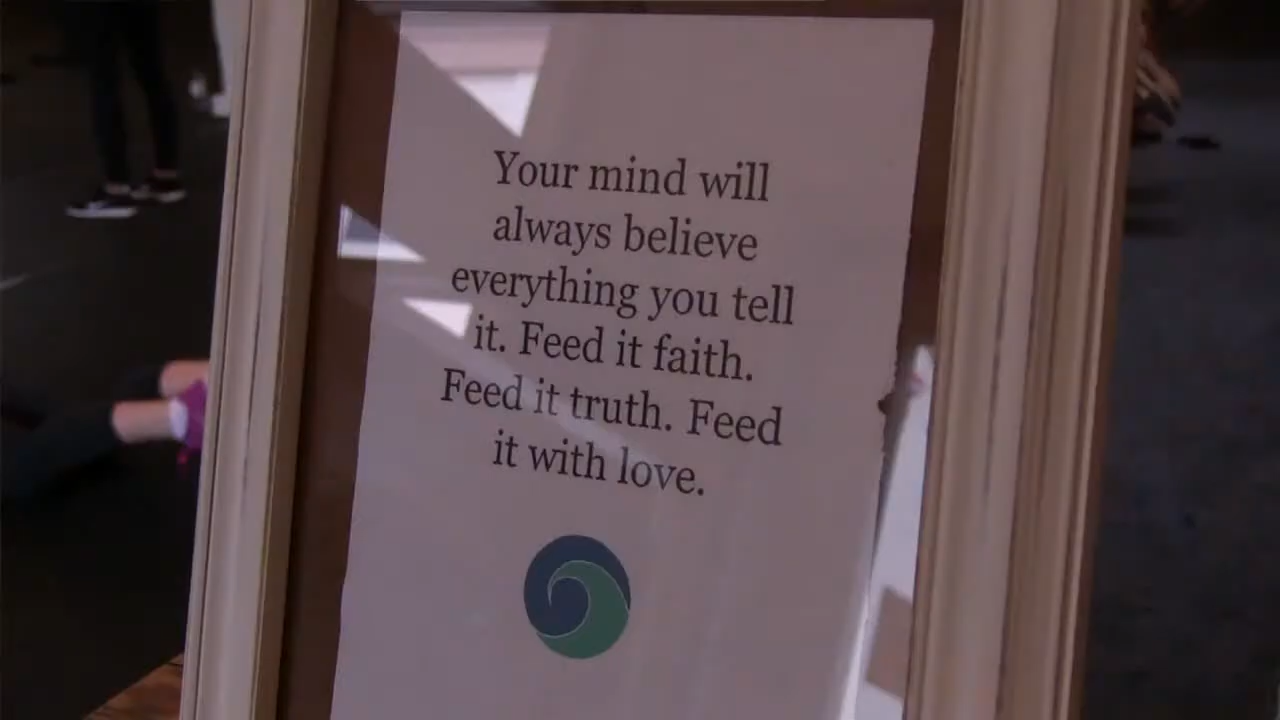 Your mind will
always believe
everything you tell
it. Feed it faith.
Feed it truth. Feed
it with love.